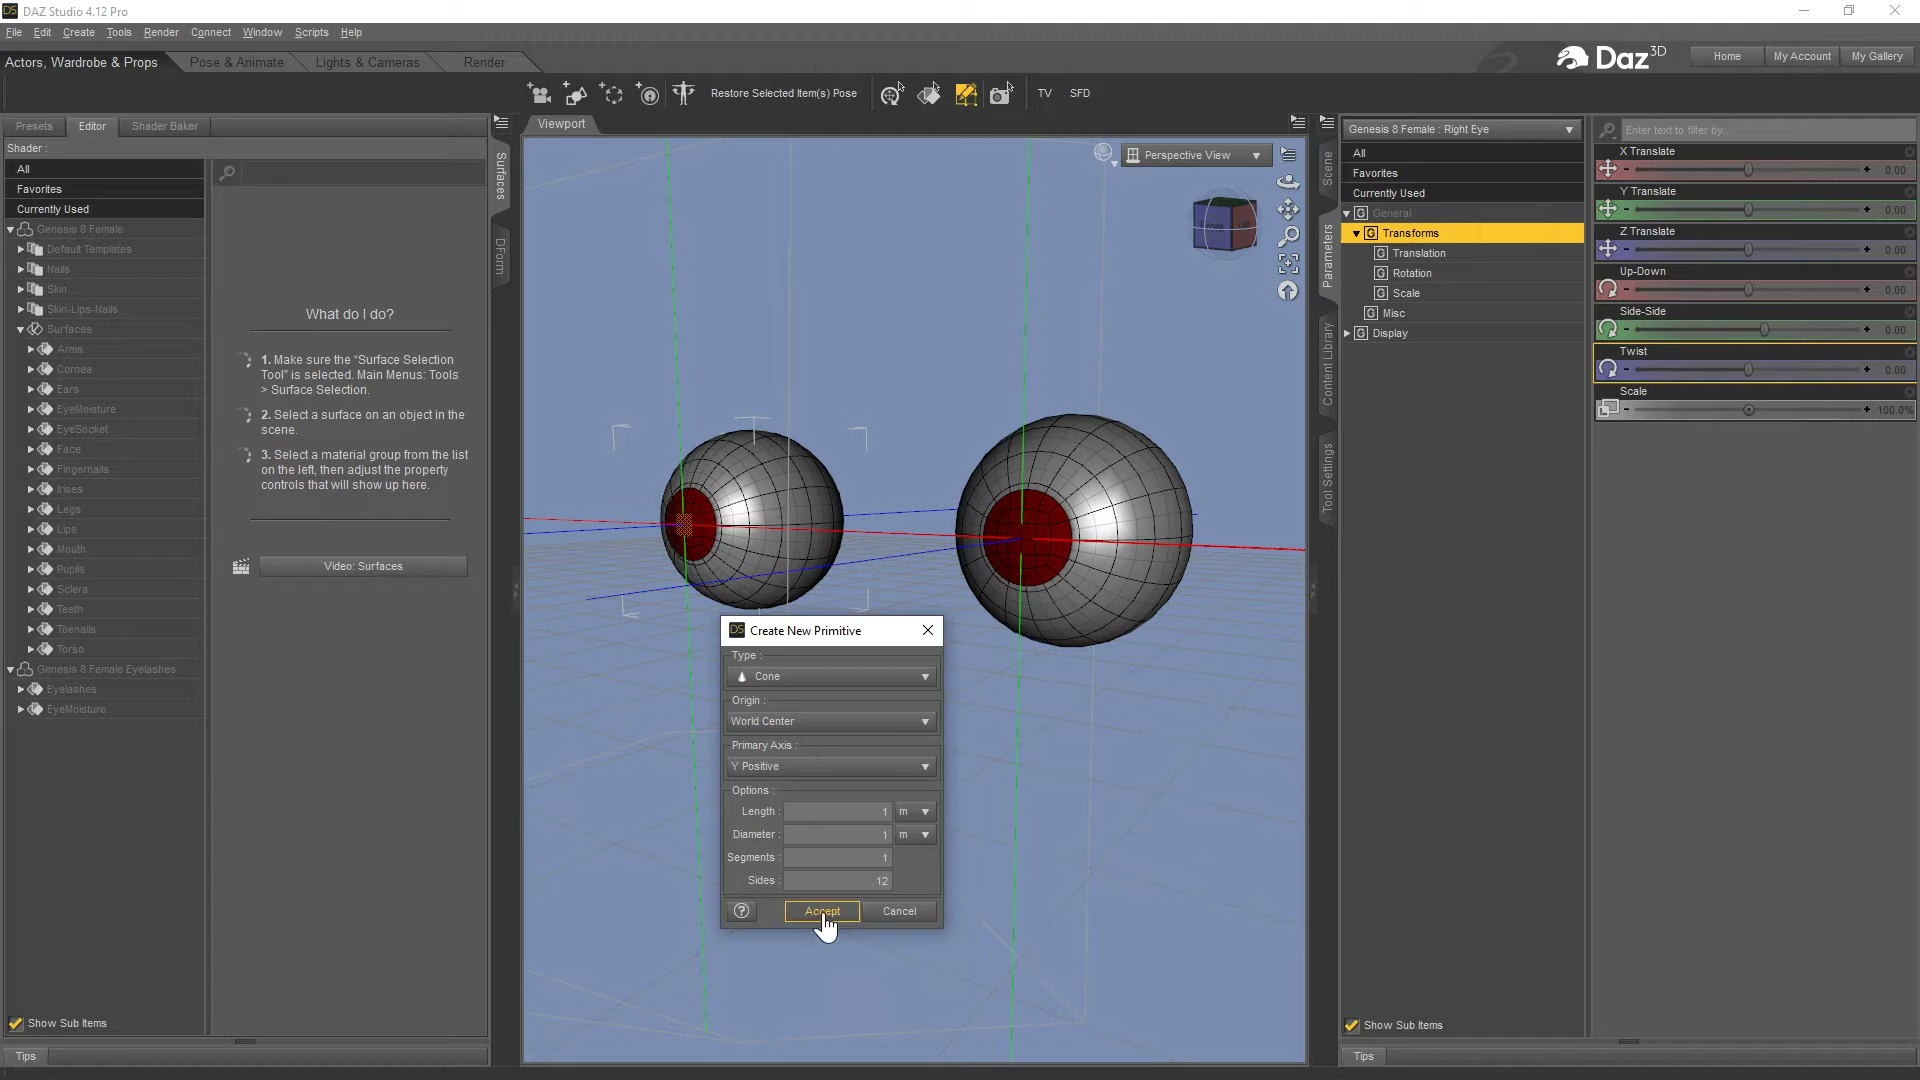 DAZ Studio 4.12 Pro
File Edit Create Tools Render Connect Window Scripts Help
Actors, Wardrobe & Props Pose & Animate Lights & Cameras Render
Daz3D
Home My Account My Gallery
Restore Selected Item(s) Pose TV SFD
Presets Editor Shader Baker
Shader :
All
Favorites
Currently Used
Genesis 8 Female
Default Templates
Nails
Skin
Skin-Lips-Nails
Surfaces
Arms
Cornea
Ears
EyeMoisture
EyeSocket
Face
Fingernails
Irises
Legs
Lips
Mouth
Pupils
Sclera
Teeth
Toenails
Torso
Genesis 8 Female Eyelashes
Eyelashes
EyeMoisture
Show Sub Items
Tips
What do I do?
1. Make sure the “Surface Selection
Tool” is selected. Main Menus: Tools
> Surface Selection.
2. Select a surface on an object in the
scene.
3. Select a material group from the list
on the left, then adjust the property
controls that will show up here.
Video: Surfaces
Surfaces
DForm
Viewport
Perspective View
Create New Primitive
Type :
Cone
Origin :
World Center
Primary Axis :
Y Positive
Options :
Length : 1 m
Diameter : 1 m
Segments : 1
Sides : 12
Accept Cancel
Scene
Parameters
Content Library
Tool Settings
Genesis 8 Female : Right Eye
All
Favorites
Currently Used
G General
G Transforms
G Translation
G Rotation
G Scale
G Misc
G Display
Show Sub Items
Tips
Enter text to filter by...
X Translate
0.00
Y Translate
0.00
Z Translate
0.00
Up-Down
0.00
Side-Side
0.00
Twist
0.00
Scale
100.0%